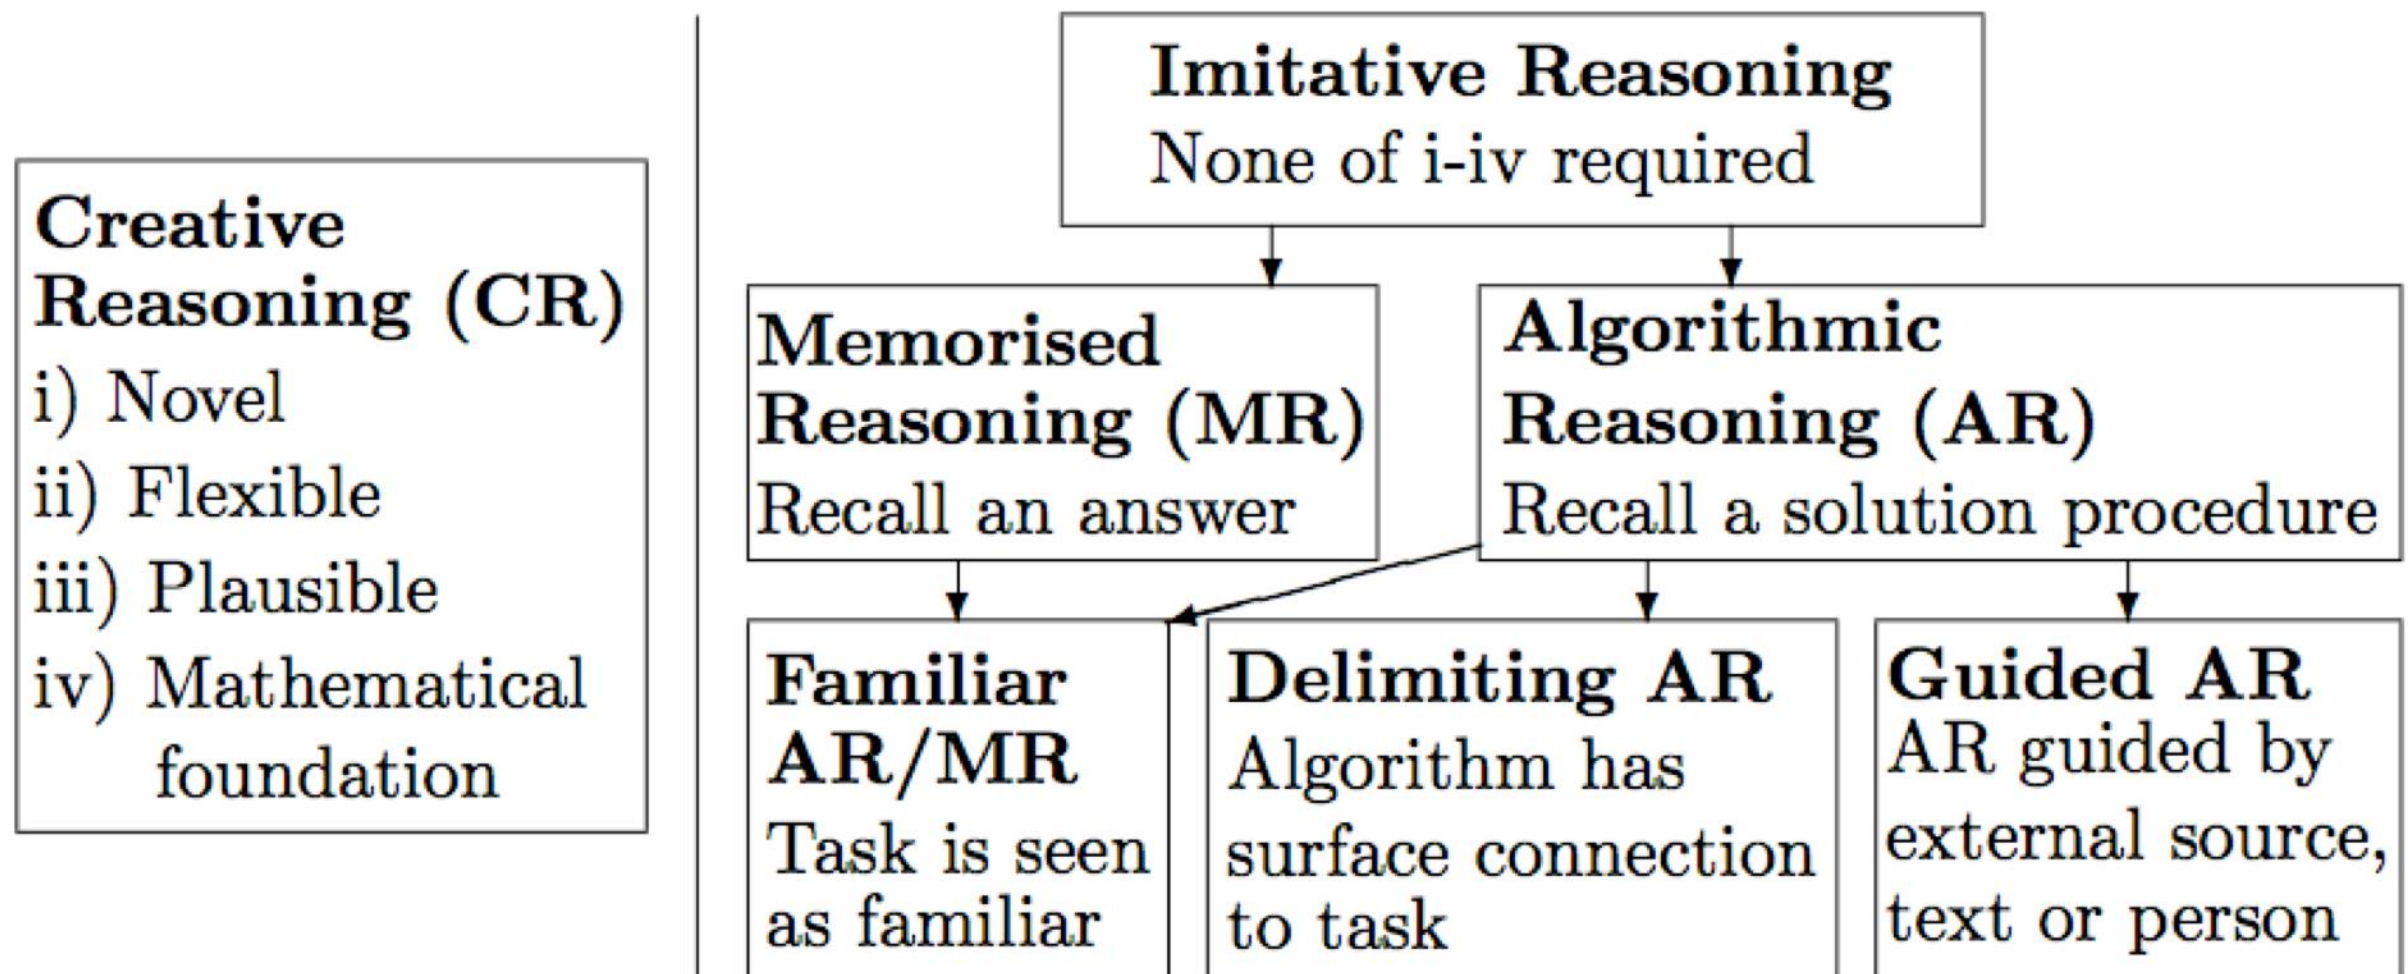 Creative
Reasoning (CR)
i) Novel
ii) Flexible
iii) Plausible
iv) Mathematical
foundation
Imitative Reasoning
None of i-iv required
Memorised
Reasoning (MR)
Recall an answer
Algorithmic
Reasoning (AR)
Recall a solution procedure
Familiar
AR/MR
Task is seen
as familiar
Delimiting AR
Algorithm has
surface connection
to task
Guided AR
AR guided by
external source,
text or person